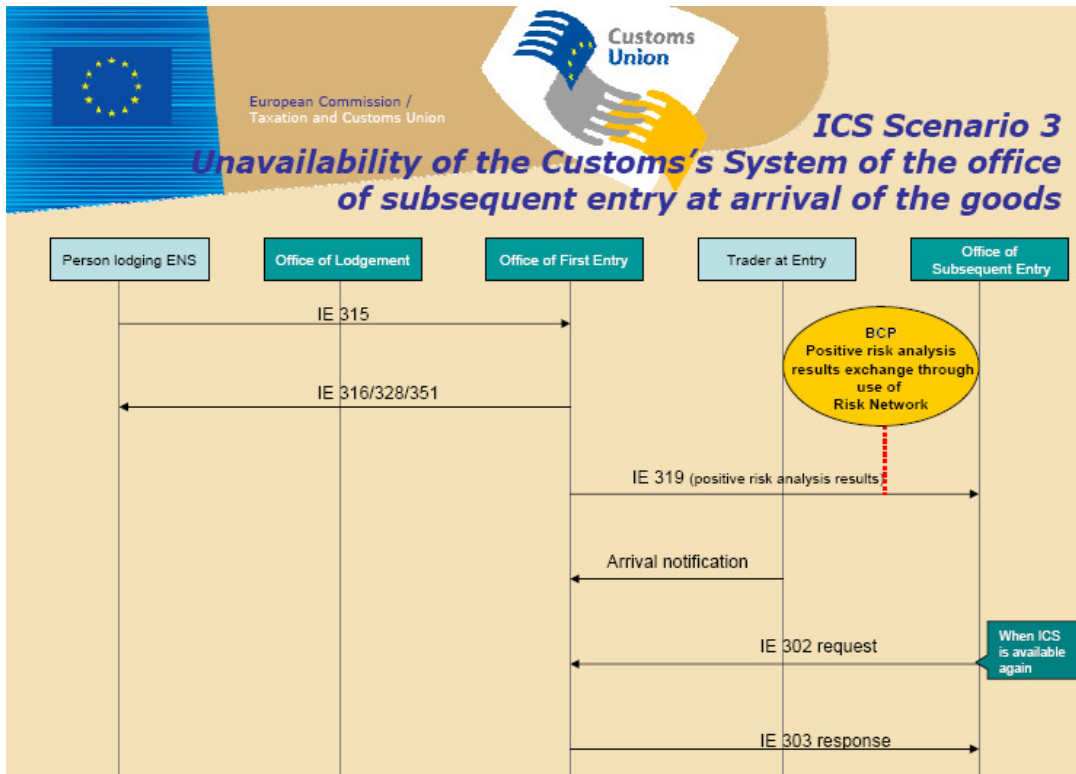 Customs
Union
European Commission /
Taxation and Customs Union
ICS Scenario 3
Unavailability of the Customs's System of the office
of subsequent entry at arrival of the goods
Person lodging ENS
Office of Lodgement
Office of First Entry
Trader at Entry
Office of
Subsequent Entry
IE 315
BCP
Positive risk analysis
results exchange through
use of
Risk Network
IE 316/328/351
IE 319 (positive risk analysis results)
Arrival notification
When ICS
is available
again
IE 302 request
IE 303 response